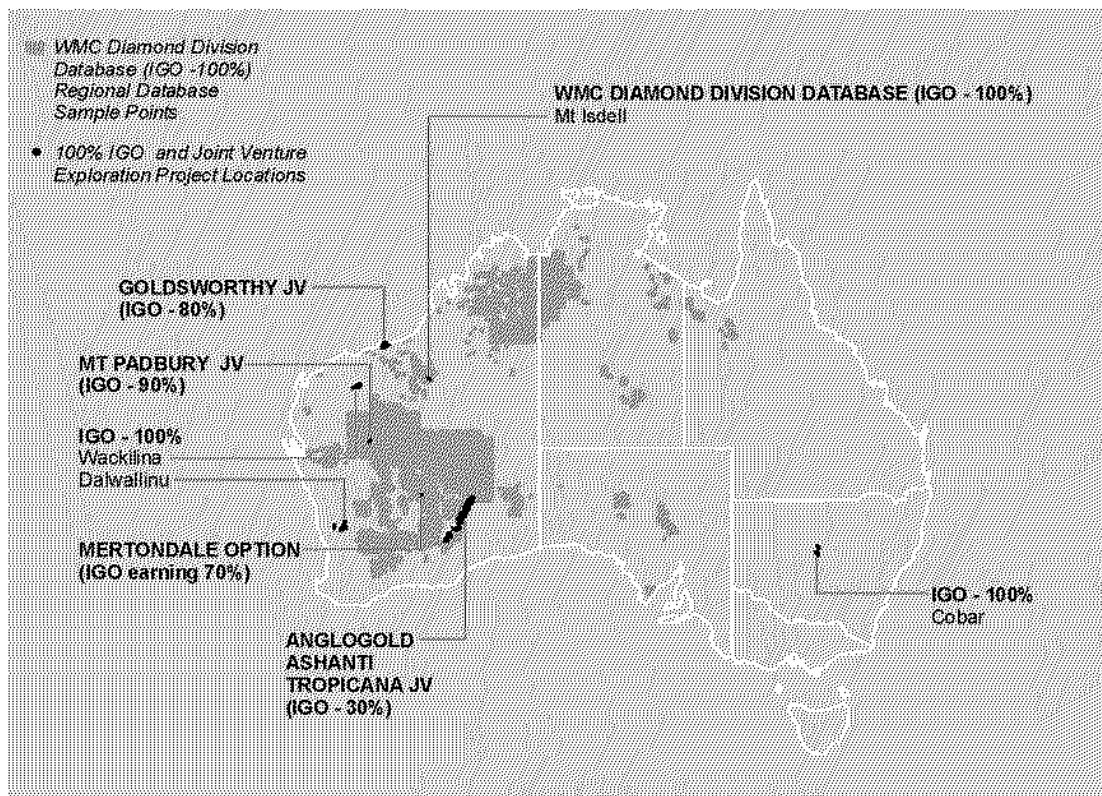 WMC Diamond Division
Database (IGO -100%)
Regional Database
Sample Points
100% IGO and Joint Venture
Exploration Project Locations
WMC DIAMOND DIVISION DATABASE (IGO - 100%)
Mt Isdell
GOLDSWORTHY JV
(IGO - 80%)
MT PADBURY JV
(IGO - 90%)
IGO - 100%
Wackilina
Dalwallinu
MERTONDALE OPTION
(IGO earning 70%)
IGO - 100%
Cobar
ANGLOGOLD
ASHANTI
TROPICANA JV
(IGO - 30%)